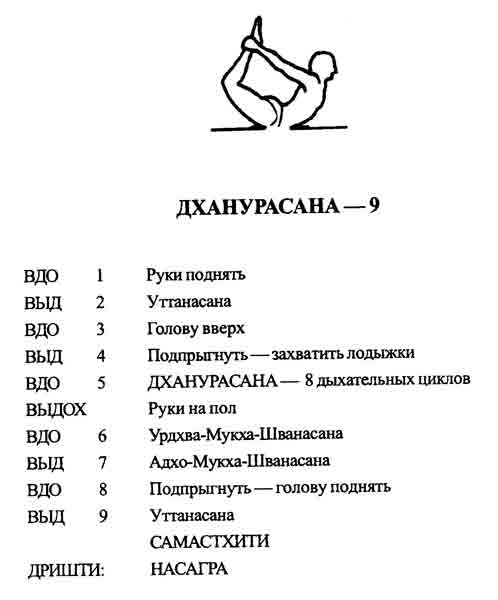 ДХАНУРАСАНА — 9
ВДО 1 Руки поднять
ВЫД 2 Уттанасана
ВДО 3 Голову вверх
ВЫД 4 Подпрыгнуть — захватить лодыжки
ВДО 5 ДХАНУРАСАНА — 8 дыхательных циклов
ВЫДОХ Руки на пол
ВДО 6 Урдхва-Мукха-Шванасана
ВЫД 7 Адхо-Мукха-Шванасана
ВДО 8 Подпрыгнуть — голову поднять
ВЫД 9 Уттанасана
САМАСТХИТИ
ДРИШТИ: НАСАГРА